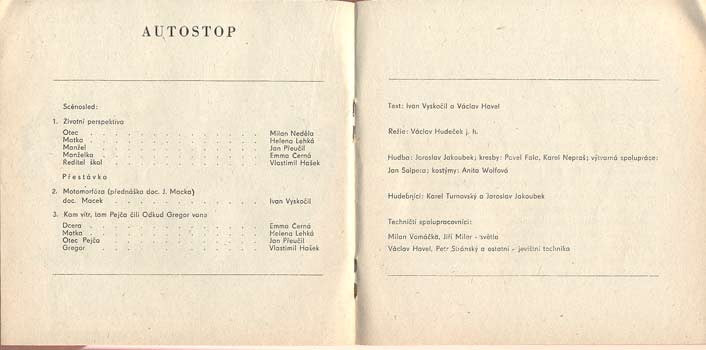 AUTOSTOP
Scénosled:
1. Životní perspektiva
Otec . . . . . . . . . . . . . Milan Neděla
Matka . . . . . . . . . . . . . Helena Lehká
Manžel . . . . . . . . . . . . . Jan Přeučil
Manželka . . . . . . . . . . . . . Emma Černá
Ředitel škol . . . . . . . . . . . . . Vlastimil Hašek
Přestávka
2. Motomorfóza (přednáška doc. J. Macka)
doc. Macek . . . . . . . . . . . . . Ivan Vyskočil
3. Kam vítr, tam Pejča čili Odkud Gregor vane
Dcera . . . . . . . . . . . . . Emma Černá
Matka . . . . . . . . . . . . . Helena Lehká
Otec Pejča . . . . . . . . . . . . . Jan Přeučil
Gregor . . . . . . . . . . . . . Vlastimil Hašek
Text: Ivan Vyskočil a Václav Havel
Režie: Václav Hudeček j. h.
Hudba: Jaroslav Jakoubek; kresby: Pavel Fala, Karel Nepraš; výtvarná spolupráce:
Jan Salpera; kostýmy: Anita Walfová
Hudebníci: Karel Turnovský a Jaroslav Jakoubek
Techničtí spolupracovníci:
Milan Vomáčka, Jiří Milar - světla
Václav Havel, Petr Stránský a ostatní - jevištní technika